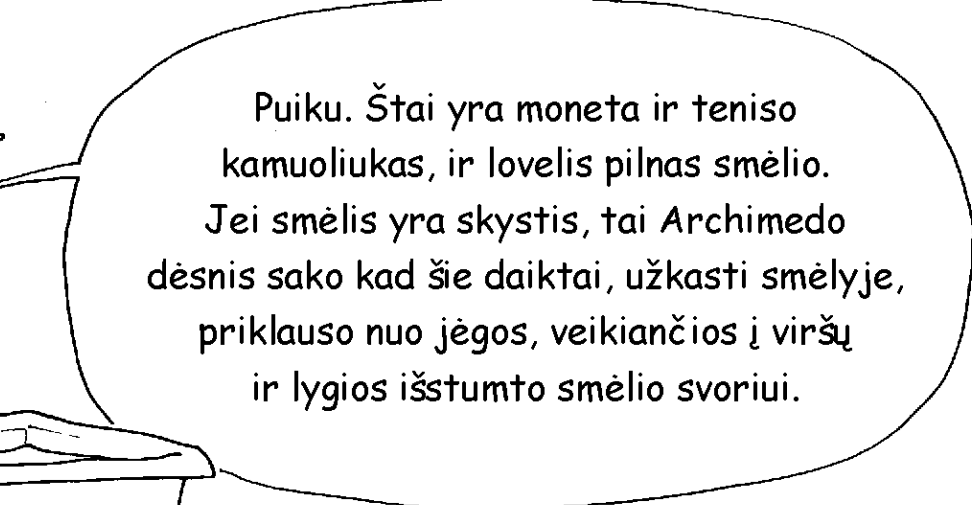 Puiku. Štai yra moneta ir teniso
kamuoliukas, ir lovelis pilnas smėlio.
Jei smėlis yra skystis, tai Archimedo
dėsnis sako kad šie daiktai, užkasti smėlyje,
priklauso nuo jėgos, veikiančios į viršų
ir lygios išstumto smėlio svoriui.